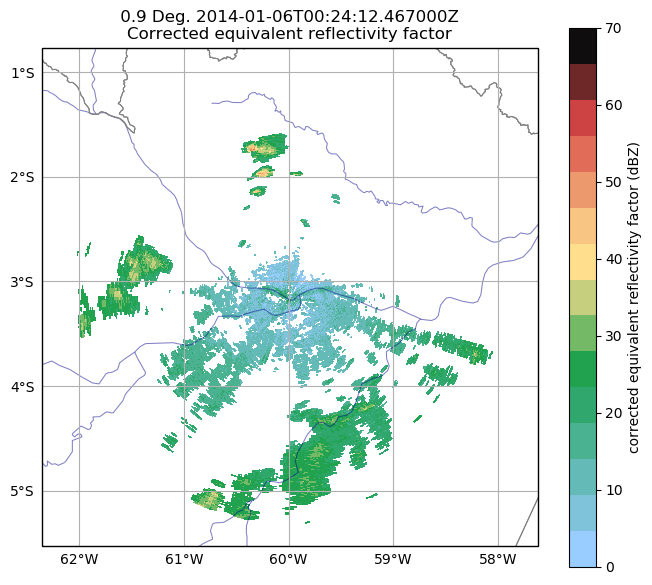 0.9 Deg. 2014-01-06T00:24:12.467000Z
Corrected equivalent reflectivity factor
1°S
2°S
3°S
4°S
5°S
62°W
61°W
60°W
59°W
58°W
70
60
50
40
30
20
10
0
corrected equivalent reflectivity factor (dBZ)